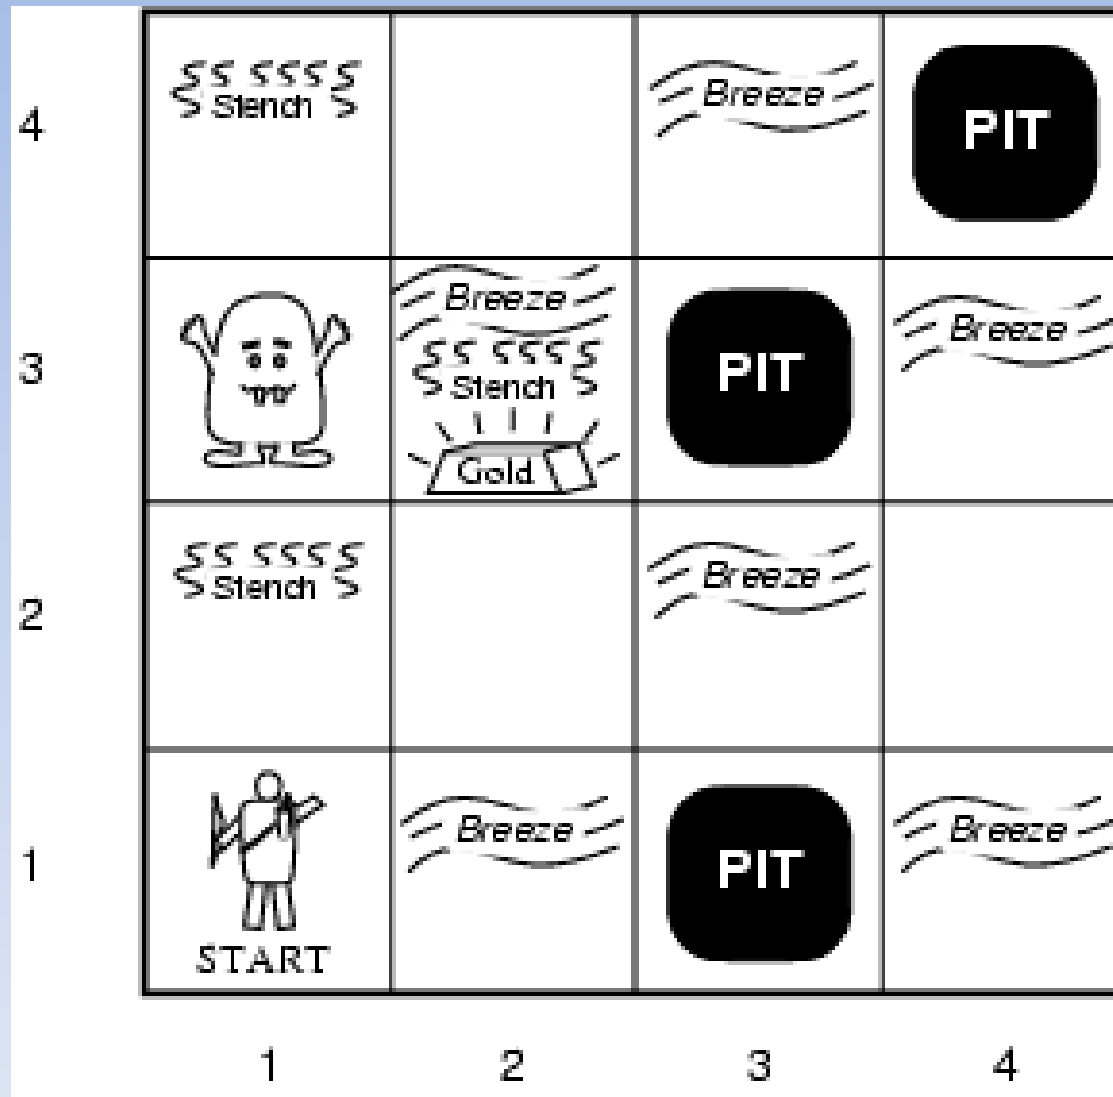 Stench
Breeze
PIT
4
Breeze
Stench
Gold
PIT
Breeze
3
Stench
Breeze
2
START
Breeze
PIT
Breeze
1
1 2 3 4